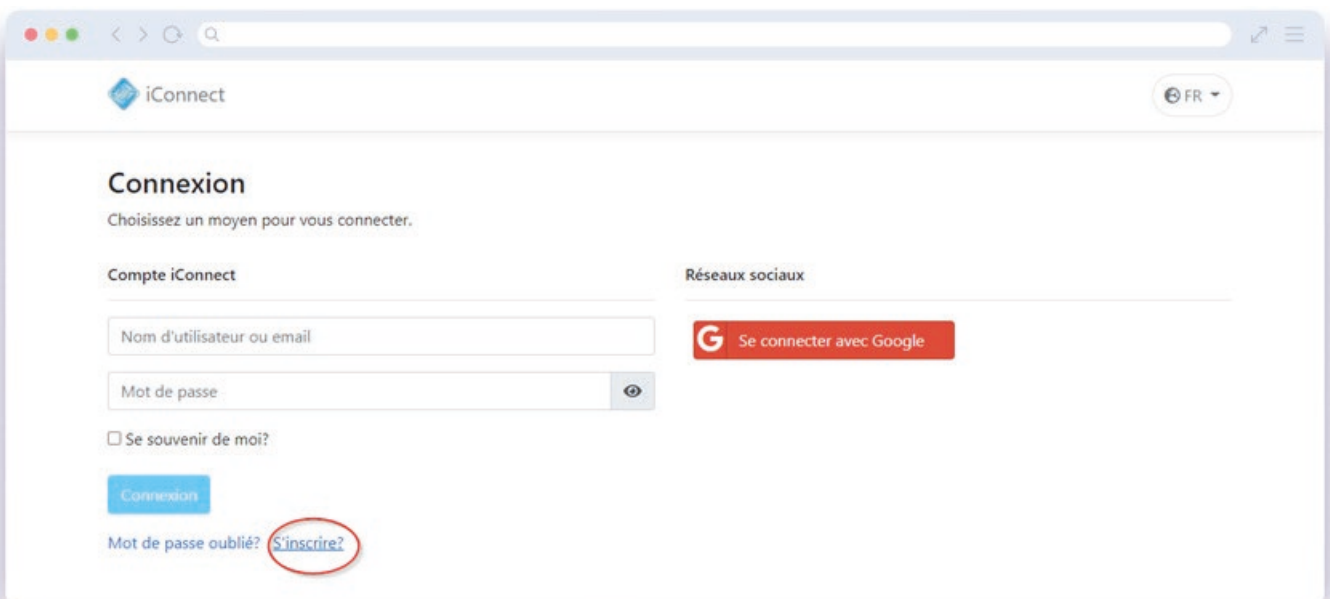 iConnect
FR
Connexion
Choisissez un moyen pour vous connecter.
Compte iConnect
Réseaux sociaux
Nom d'utilisateur ou email
Se connecter avec Google
Mot de passe
Se souvenir de moi?
Connexion
Mot de passe oublié? S'inscrire?